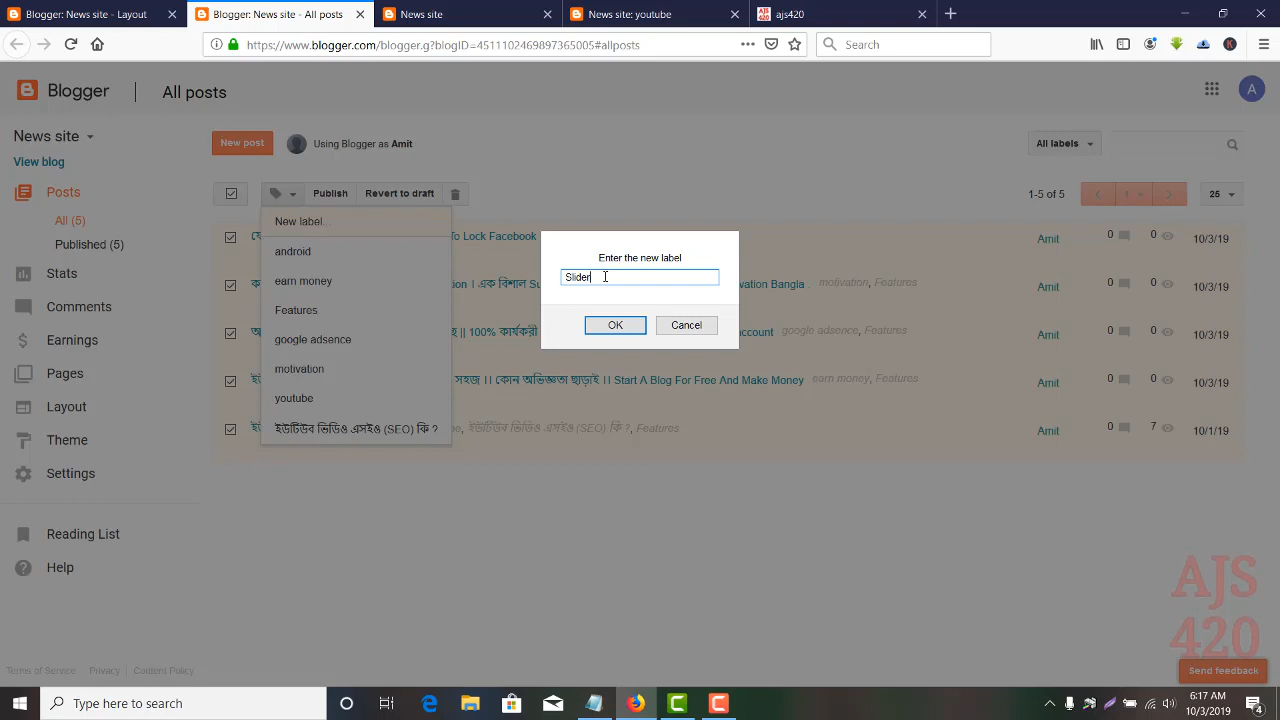 Blogger: News site - Layout
Blogger: News site - All posts
News site
News site: youtube
ajs420
https://www.blogger.com/blogger.g?blogID=4511102469897365005#allposts
Search
Blogger
All posts
A
News site
View blog
New post
Using Blogger as Amit
All labels
Posts
All (5)
Published (5)
Stats
Comments
Earnings
Pages
Layout
Theme
Settings
Reading List
Help
Publish
Revert to draft
1-5 of 5
1
25
New label...
android
earn money
Features
google adsence
motivation
youtube
ইউটিউব ভিডিও এসইও (SEO) কি ?
Enter the new label
Slider
OK
Cancel
To Lock Facebook
Amit
0
0
10/3/19
tion । এক বিশাল Su
vation Bangla .
motivation, Features
Amit
0
0
10/3/19
হ || 100% কার্যকরী
account
google adsence, Features
Amit
0
0
10/3/19
সহজ ।। কোন অভিজ্ঞতা ছাড়াই ।। Start A Blog For Free And Make Money
earn money, Features
Amit
0
0
10/3/19
ইউটিউব ভিডিও এসইও (SEO) কি ?, Features
Amit
0
7
10/1/19
AJS
420
Terms of Service
Privacy
Content Policy
Send feedback
Type here to search
6:17 AM
10/3/2019